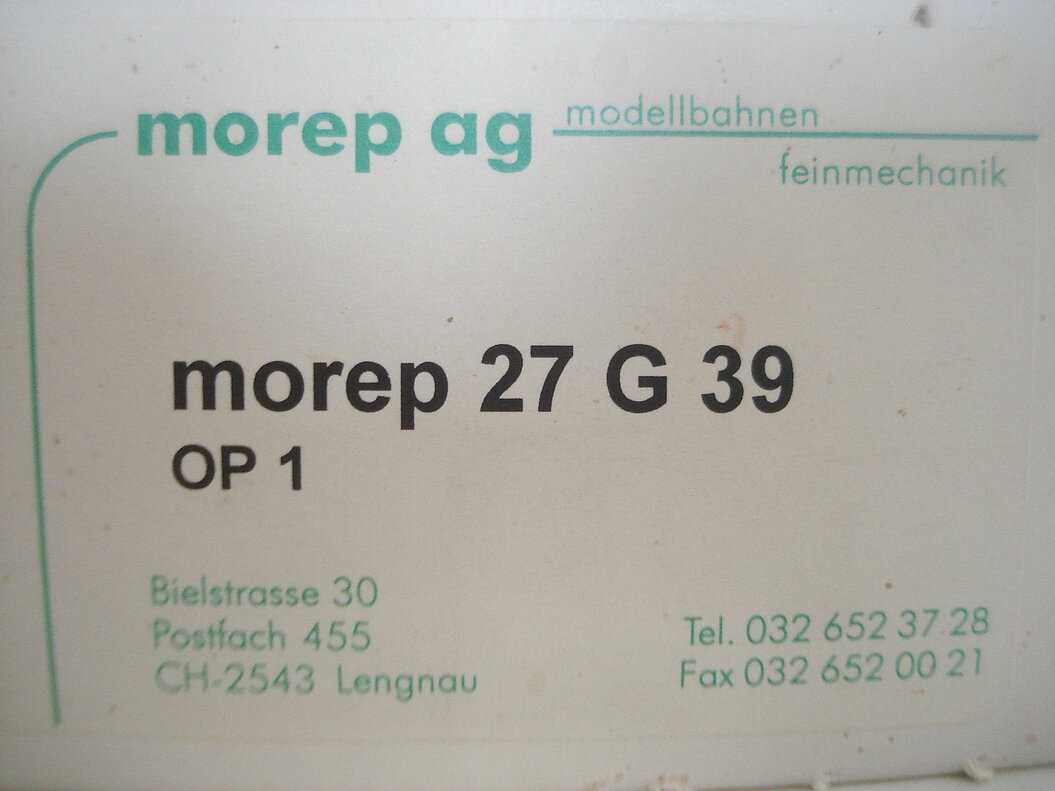 morep ag modellbahnen
feinmechanik
morep 27 G 39
OP 1
Bielstrasse 30
Postfach 455
CH-2543 Lengnau
Tel. 032 652 37 28
Fax 032 652 00 21